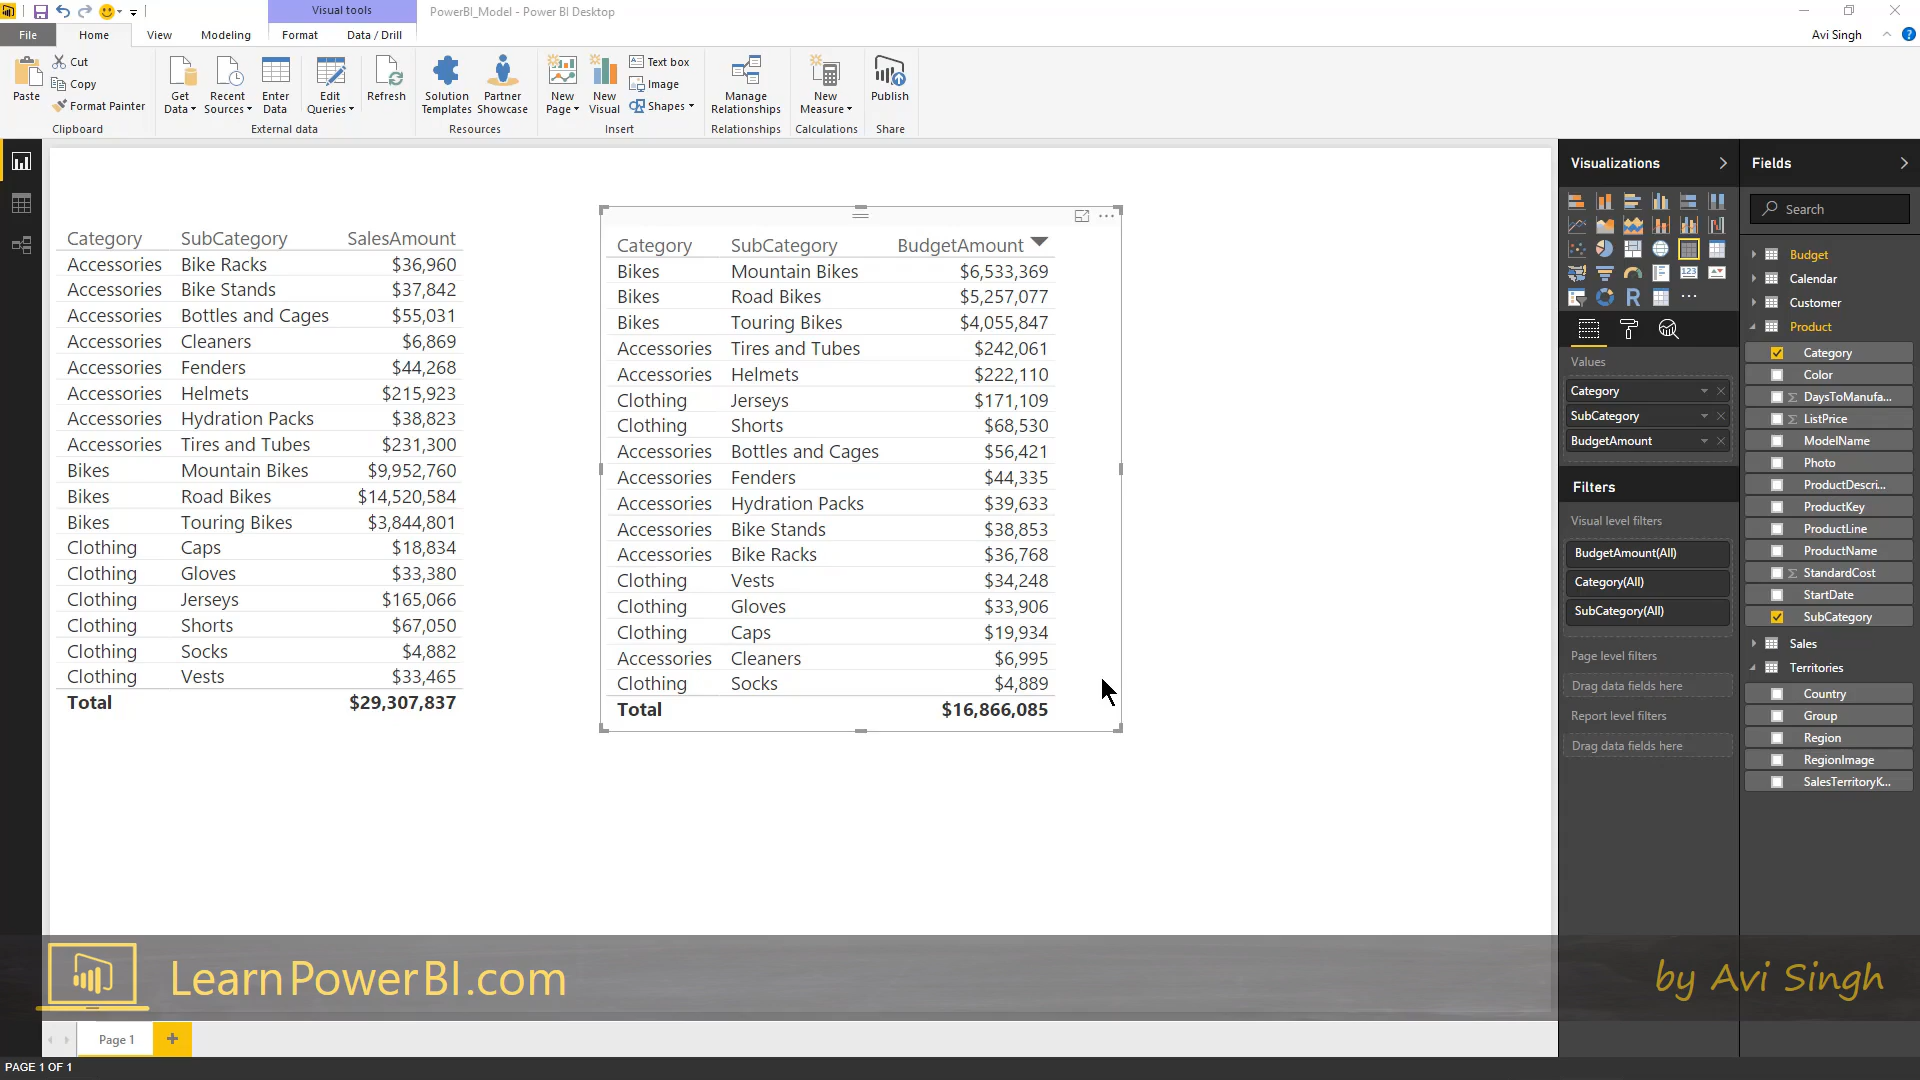 Visual tools
PowerBI_Model - Power BI Desktop
File
Home
View
Modeling
Format
Data / Drill
Avi Singh
Paste
Cut
Copy
Format Painter
Clipboard
Get Data
Recent Sources
Enter Data
Edit Queries
Refresh
External data
Solution Templates
Partner Showcase
Resources
New Page
New Visual
Text box
Image
Shapes
Insert
Manage Relationships
Relationships
New Measure
Calculations
Publish
Share
Category SubCategory SalesAmount
Accessories Bike Racks $36,960
Accessories Bike Stands $37,842
Accessories Bottles and Cages $55,031
Accessories Cleaners $6,869
Accessories Fenders $44,268
Accessories Helmets $215,923
Accessories Hydration Packs $38,823
Accessories Tires and Tubes $231,300
Bikes Mountain Bikes $9,952,760
Bikes Road Bikes $14,520,584
Bikes Touring Bikes $3,844,801
Clothing Caps $18,834
Clothing Gloves $33,380
Clothing Jerseys $165,066
Clothing Shorts $67,050
Clothing Socks $4,882
Clothing Vests $33,465
Total $29,307,837
Category SubCategory BudgetAmount
Bikes Mountain Bikes $6,533,369
Bikes Road Bikes $5,257,077
Bikes Touring Bikes $4,055,847
Accessories Tires and Tubes $242,061
Accessories Helmets $222,110
Clothing Jerseys $171,109
Clothing Shorts $68,530
Accessories Bottles and Cages $56,421
Accessories Fenders $44,335
Accessories Hydration Packs $39,633
Accessories Bike Stands $38,853
Accessories Bike Racks $36,768
Clothing Vests $34,248
Clothing Gloves $33,906
Clothing Caps $19,934
Accessories Cleaners $6,995
Clothing Socks $4,889
Total $16,866,085
Visualizations
R
123
Values
Category
SubCategory
BudgetAmount
Filters
Visual level filters
BudgetAmount(All)
Category(All)
SubCategory(All)
Page level filters
Drag data fields here
Report level filters
Drag data fields here
Fields
Search
Budget
Calendar
Customer
Product
Category
Color
DaysToManufa...
ListPrice
ModelName
Photo
ProductDescri...
ProductKey
ProductLine
ProductName
StandardCost
StartDate
SubCategory
Sales
Territories
Country
Group
Region
RegionImage
SalesTerritoryK...
LearnPowerBI.com
by Avi Singh
Page 1
PAGE 1 OF 1